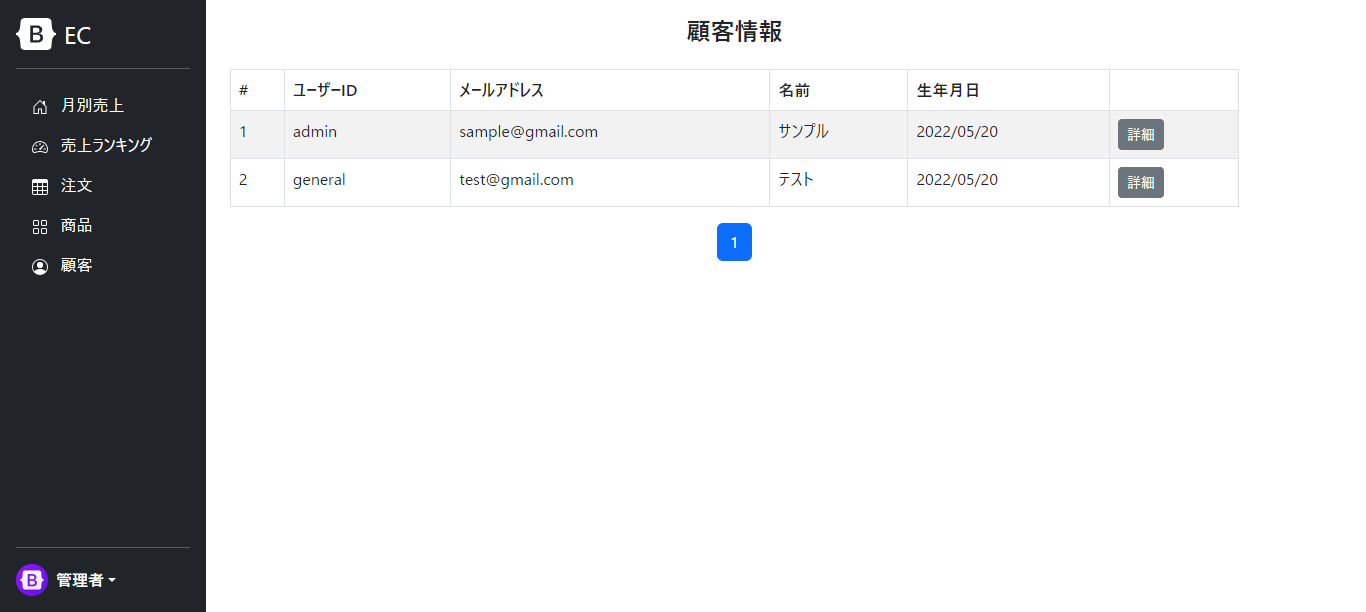 B EC
月別売上
売上ランキング
注文
商品
顧客
B 管理者
顧客情報
# ユーザーID メールアドレス 名前 生年月日
1 admin sample@gmail.com サンプル 2022/05/20 詳細
2 general test@gmail.com テスト 2022/05/20 詳細
1